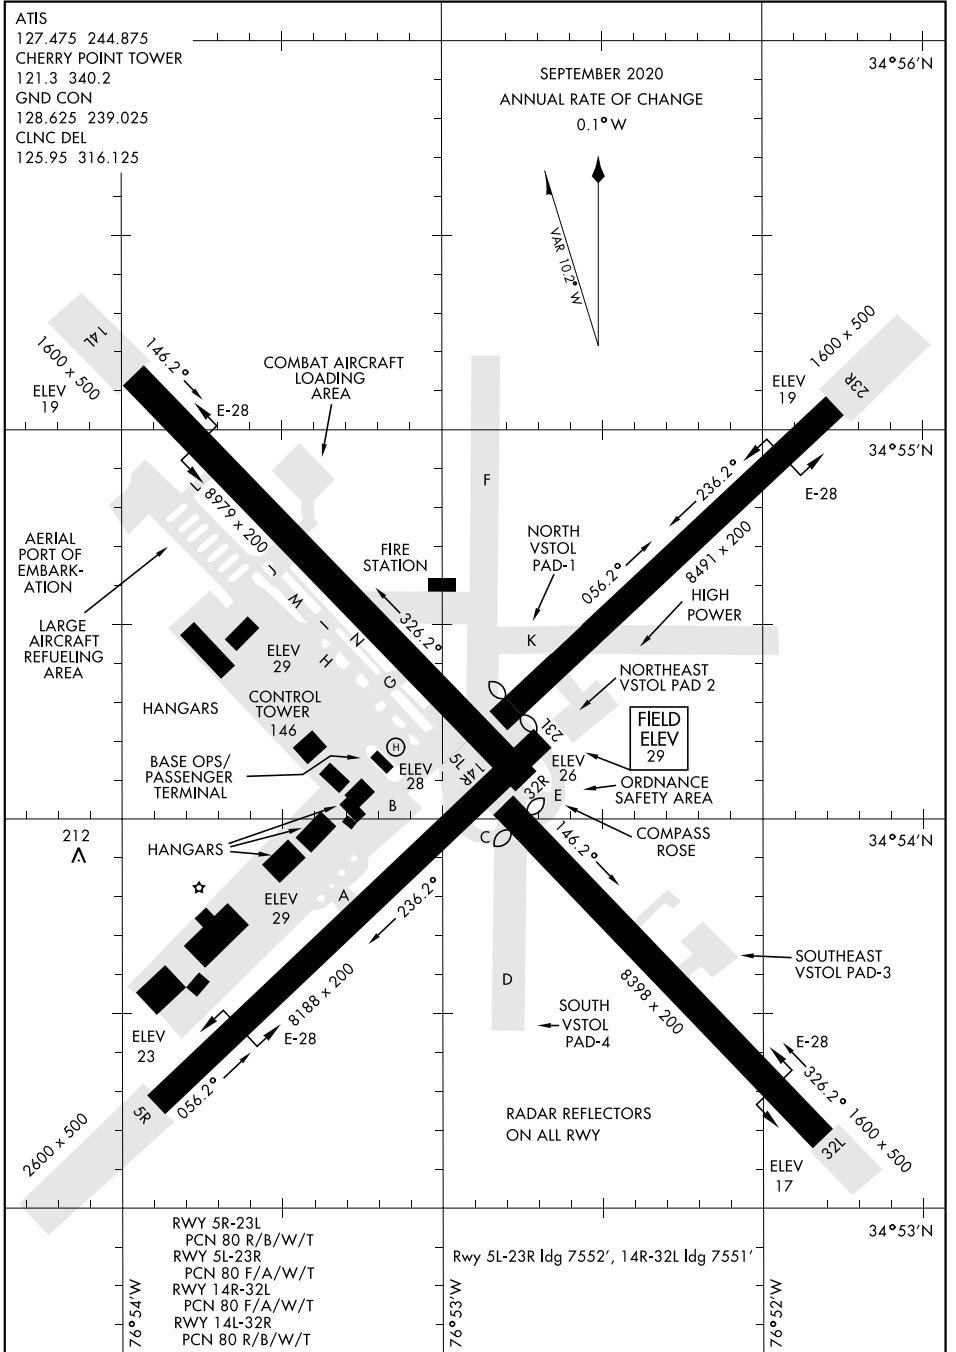 ATIS
127.475 244.875
CHERRY POINT TOWER
121.3 340.2
GND CON
128.625 239.025
CLNC DEL
125.95 316.125
34°56'N
SEPTEMBER 2020
ANNUAL RATE OF CHANGE
0.1° W
VAR 10.2° W
14L
1600 x 500
146.2°
ELEV
19
E-28
COMBAT AIRCRAFT
LOADING
AREA
1600 x 500
23R
ELEV
19
34°55'N
236.2°
E-28
F
L
8979 x 200
AERIAL
PORT OF
EMBARK-
ATION
FIRE
STATION
NORTH
VSTOL
PAD-1
056.2°
8491 x 200
HIGH
POWER
J
W
I
H
N
G
326.2°
K
LARGE
AIRCRAFT
REFUELING
AREA
ELEV
29
NORTHEAST
VSTOL PAD 2
HANGARS
CONTROL
TOWER
146
FIELD
ELEV
29
23L
5L
14R
32R
H
BASE OPS/
PASSENGER
TERMINAL
ELEV
28
ELEV
26
ORDNANCE
SAFETY AREA
B
E
212
HANGARS
C
146.2°
COMPASS
ROSE
34°54'N
ELEV
29
A
236.2°
SOUTHEAST
VSTOL PAD-3
D
8188 x 200
8398 x 200
SOUTH
VSTOL
PAD-4
ELEV
23
E-28
E-28
056.2°
326.2°
5R
2600 x 500
RADAR REFLECTORS
ON ALL RWY
1600 x 500
32L
ELEV
17
34°53'N
RWY 5R-23L
PCN 80 R/B/W/T
RWY 5L-23R
PCN 80 F/A/W/T
RWY 14R-32L
PCN 80 F/A/W/T
RWY 14L-32R
PCN 80 R/B/W/T
Rwy 5L-23R ldg 7552', 14R-32L ldg 7551'
76°54'W
76°53'W
76°52'W